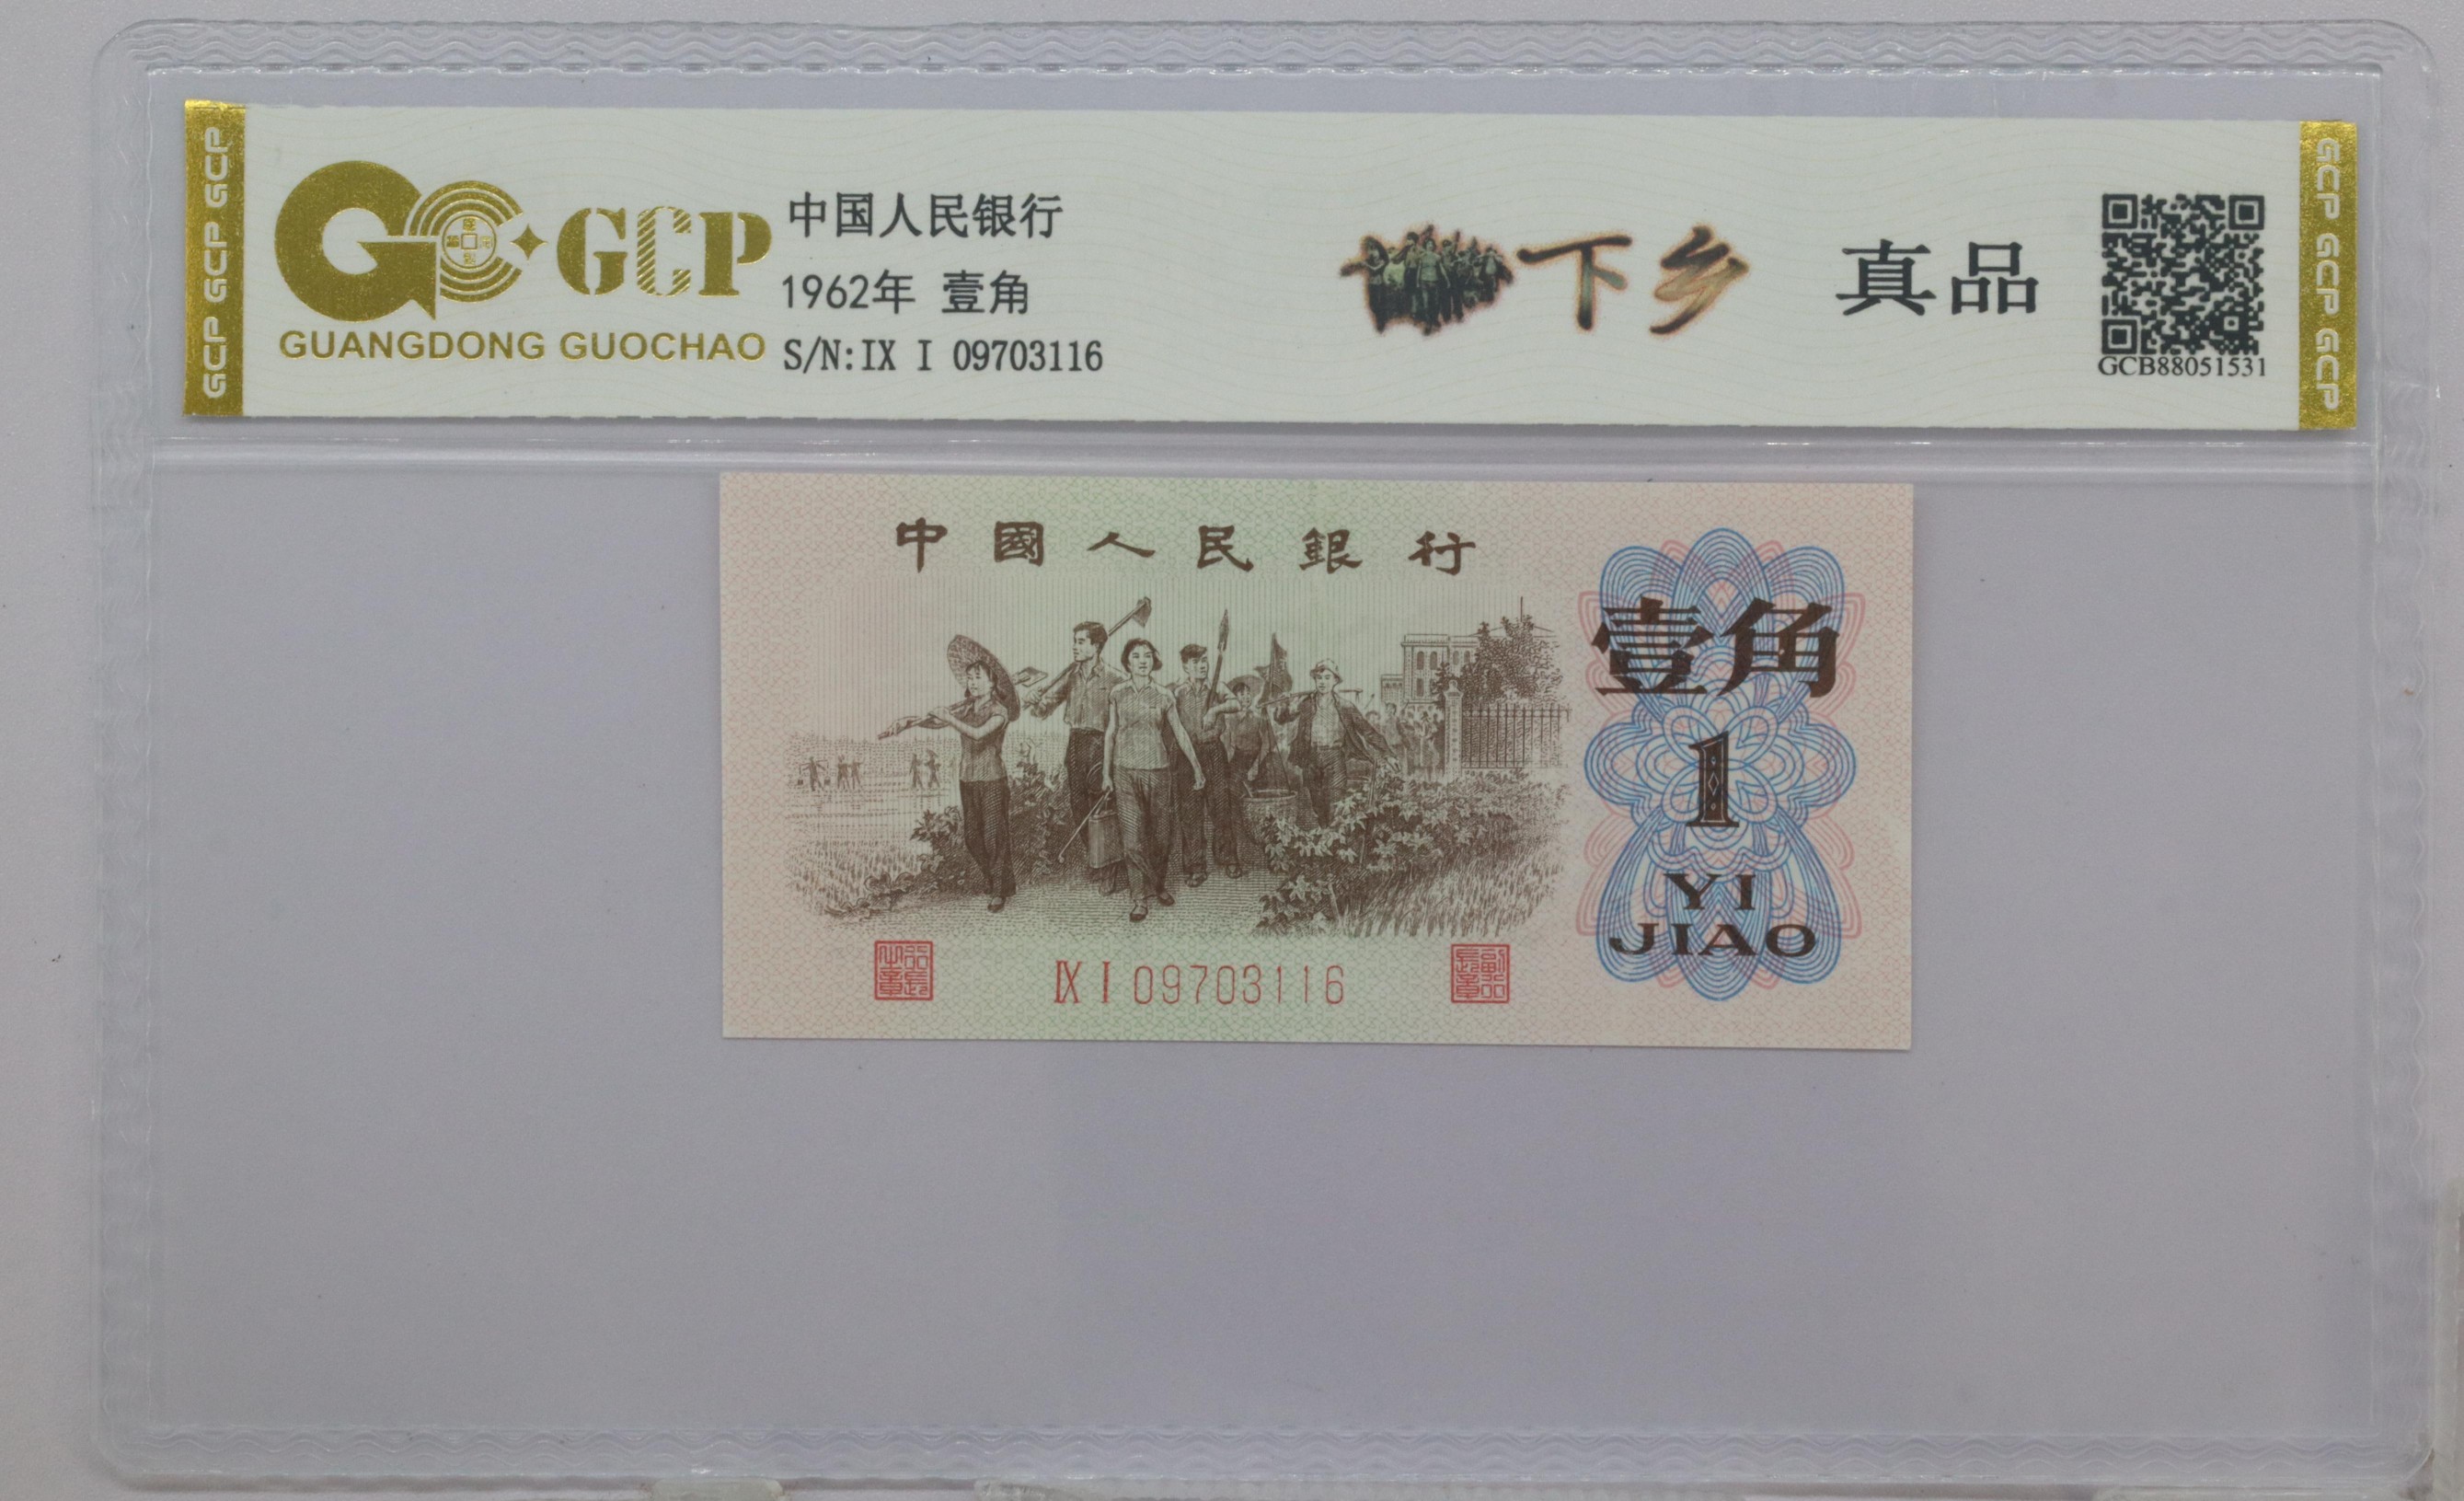 GCP GCP GCP
GCP
GUANGDONG GUOCHAO
中国人民银行
1962年 壹角
S/N:IX I 09703116
下乡
真品
GCB88051531
GCP GCP GCP
中國人民銀行
壹角
1
YI
JIAO
IX I 09703116